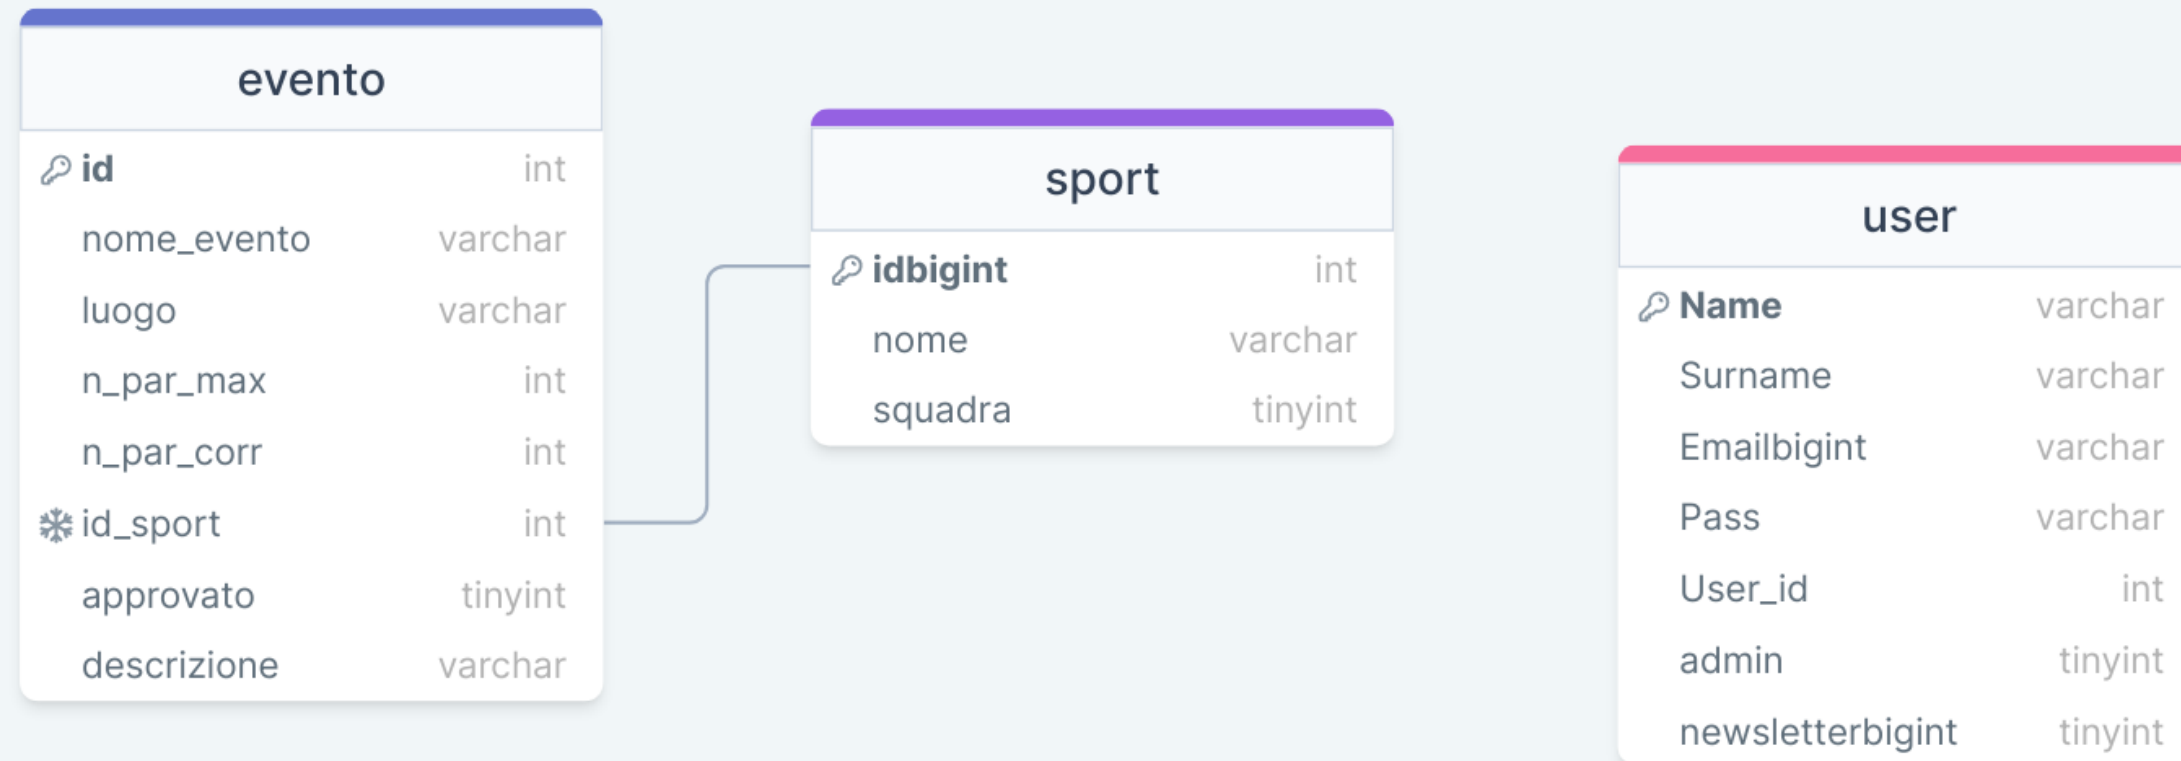 evento
id int
nome_evento varchar
luogo varchar
n_par_max int
n_par_corr int
id_sport int
approvato tinyint
descrizione varchar
sport
idbigint int
nome varchar
squadra tinyint
user
Name varchar
Surname varchar
Emailbigint varchar
Pass varchar
User_id int
admin tinyint
newsletterbigint tinyint